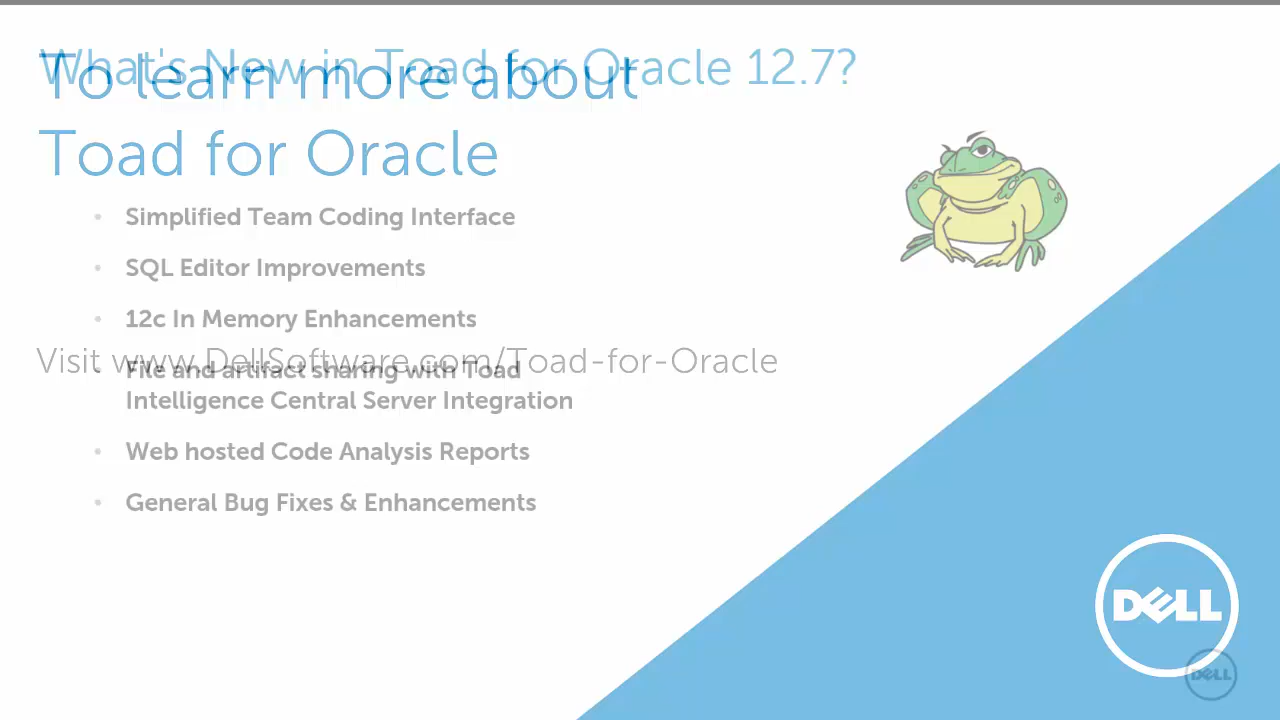 What's New in Toad for Oracle 12.7?
To learn more about
Toad for Oracle
• Simplified Team Coding Interface
• SQL Editor Improvements
• 12c In Memory Enhancements
Visit www.DellSoftware.com/Toad-for-Oracle
• File and artifact sharing with Toad
Intelligence Central Server Integration
• Web hosted Code Analysis Reports
• General Bug Fixes & Enhancements
DELL
DELL